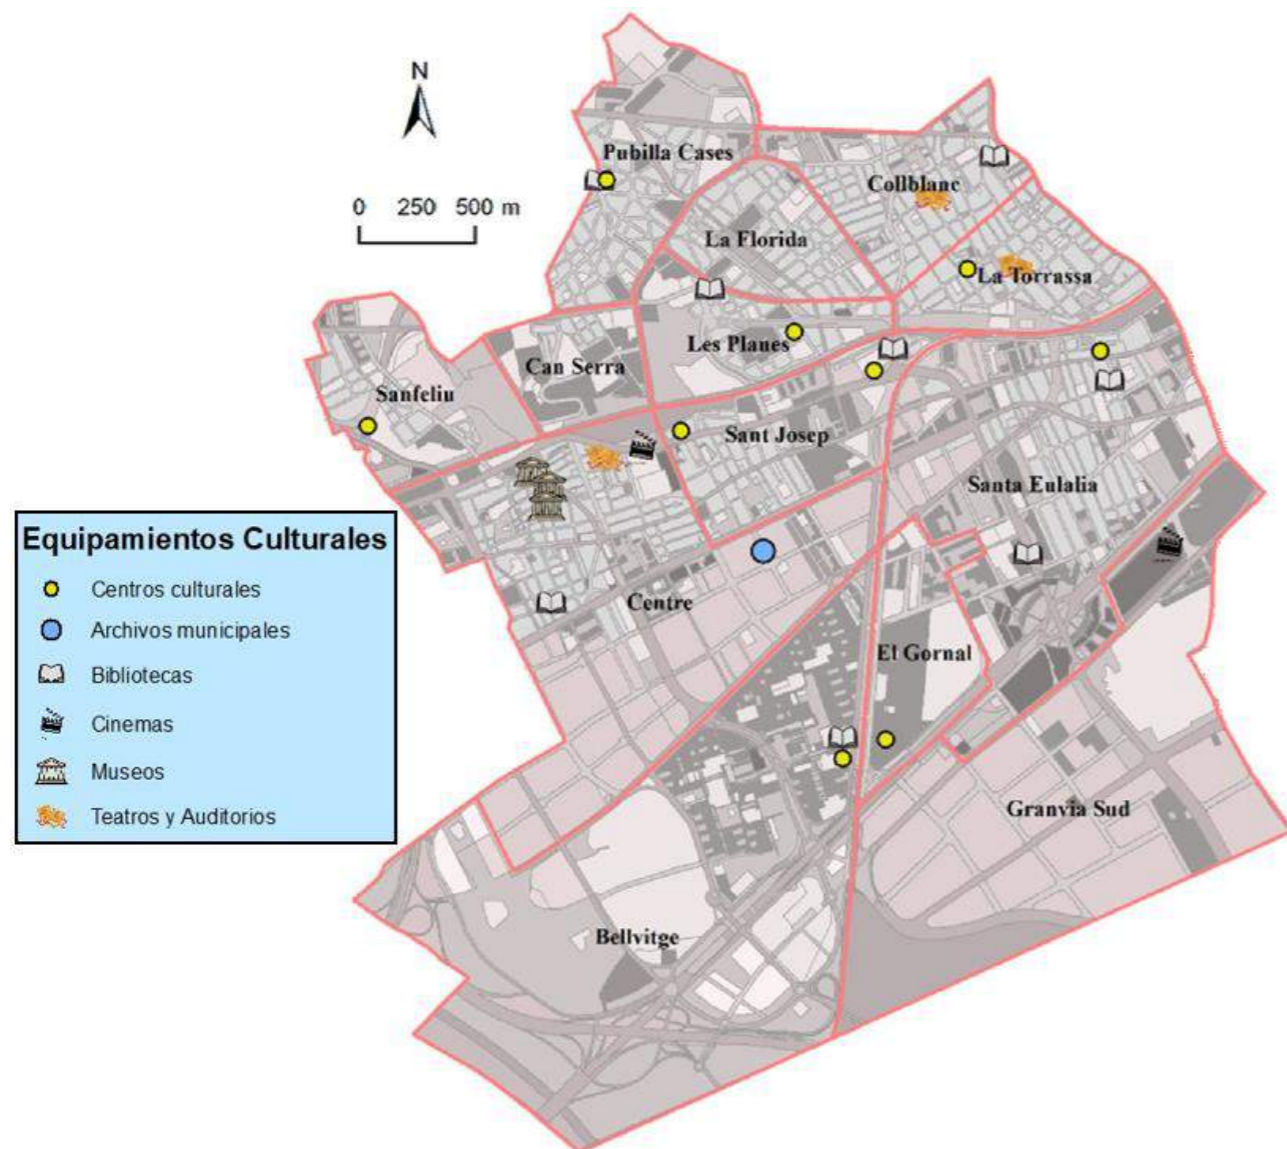 N
0 250 500 m
Pubilla Cases
Collblanc
La Florida
La Torrassa
Les Planes
Can Serra
Sanfeliu
Sant Josep
Santa Eulalia
Centre
El Gornal
Granvia Sud
Bellvitge
Equipamientos Culturales
Centros culturales
Archivos municipales
Bibliotecas
Cinemas
Museos
Teatros y Auditorios